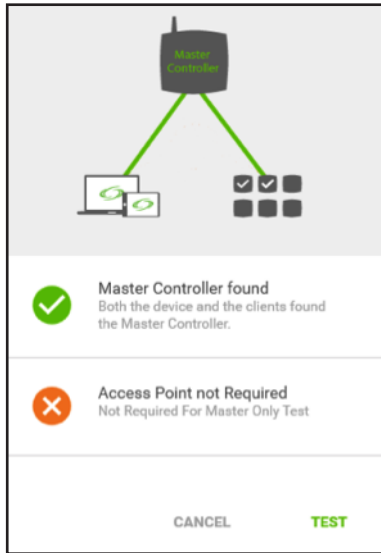 Master
Controller
Master Controller found
Both the device and the clients found
the Master Controller.
Access Point not Required
Not Required For Master Only Test
CANCEL TEST